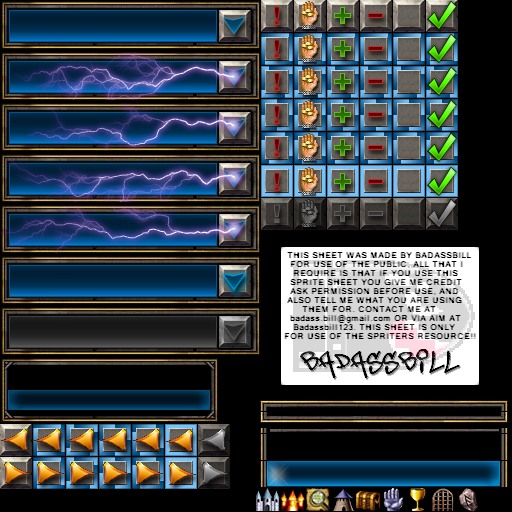 THIS SHEET WAS MADE BY BADASSBILL
FOR USE OF THE PUBLIC. ALL THAT I
REQUIRE IS THAT IF YOU USE THIS
SPRITE SHEET YOU GIVE ME CREDIT
ASK PERMISSION BEFORE USE, AND
ALSO TELL ME WHAT YOU ARE USING
THEM FOR. CONTACT ME AT
badass.bill@gmail.com OR VIA AIM AT
Badassbill123. THIS SHEET IS ONLY
FOR USE OF THE SPRITERS RESOURCE!!
BADASSBILL